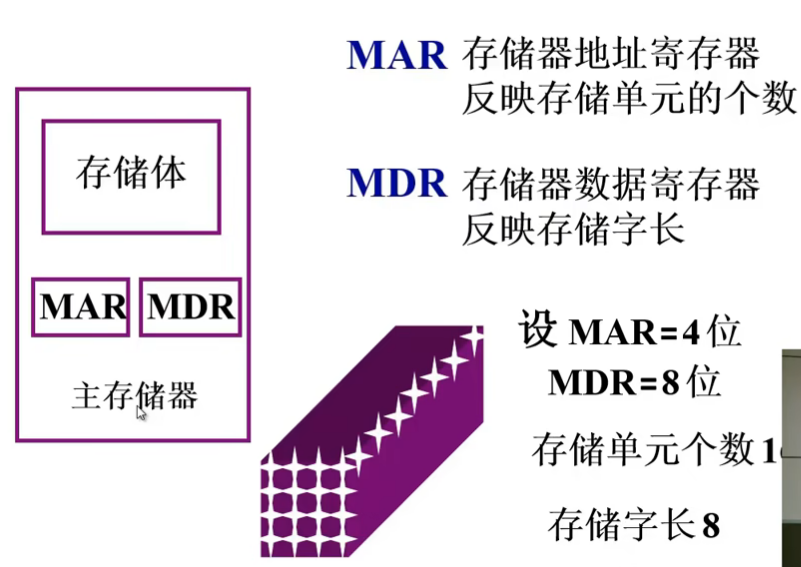 MAR 存储器地址寄存器
反映存储单元的个数
存储体
MDR 存储器数据寄存器
反映存储字长
MAR MDR
设 MAR=4位
MDR=8位
主存储器
存储单元个数1
存储字长8